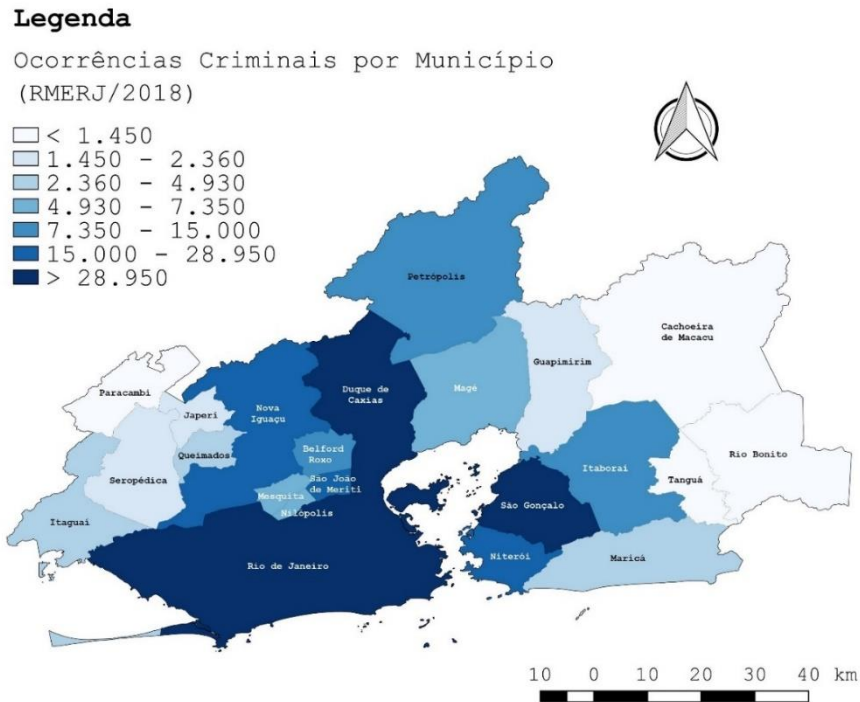 Legenda
Ocorrências Criminais por Município
(RMERJ/2018)
< 1.450
1.450 - 2.360
2.360 - 4.930
4.930 - 7.350
7.350 - 15.000
15.000 - 28.950
> 28.950
Petrópolis
Cachoeira
de Macacu
Guapimirim
Paracambi
Duque de
Caxias
Magé
Japeri
Nova
Iguaçu
Belford
Roxo
Queimados
Rio Bonito
Itaboraí
Seropédica
São João
de Meriti
Tanguá
Mesquita
São Gonçalo
Nilópolis
Itaguaí
Niterói
Maricá
Rio de Janeiro
10 0 10 20 30 40 km